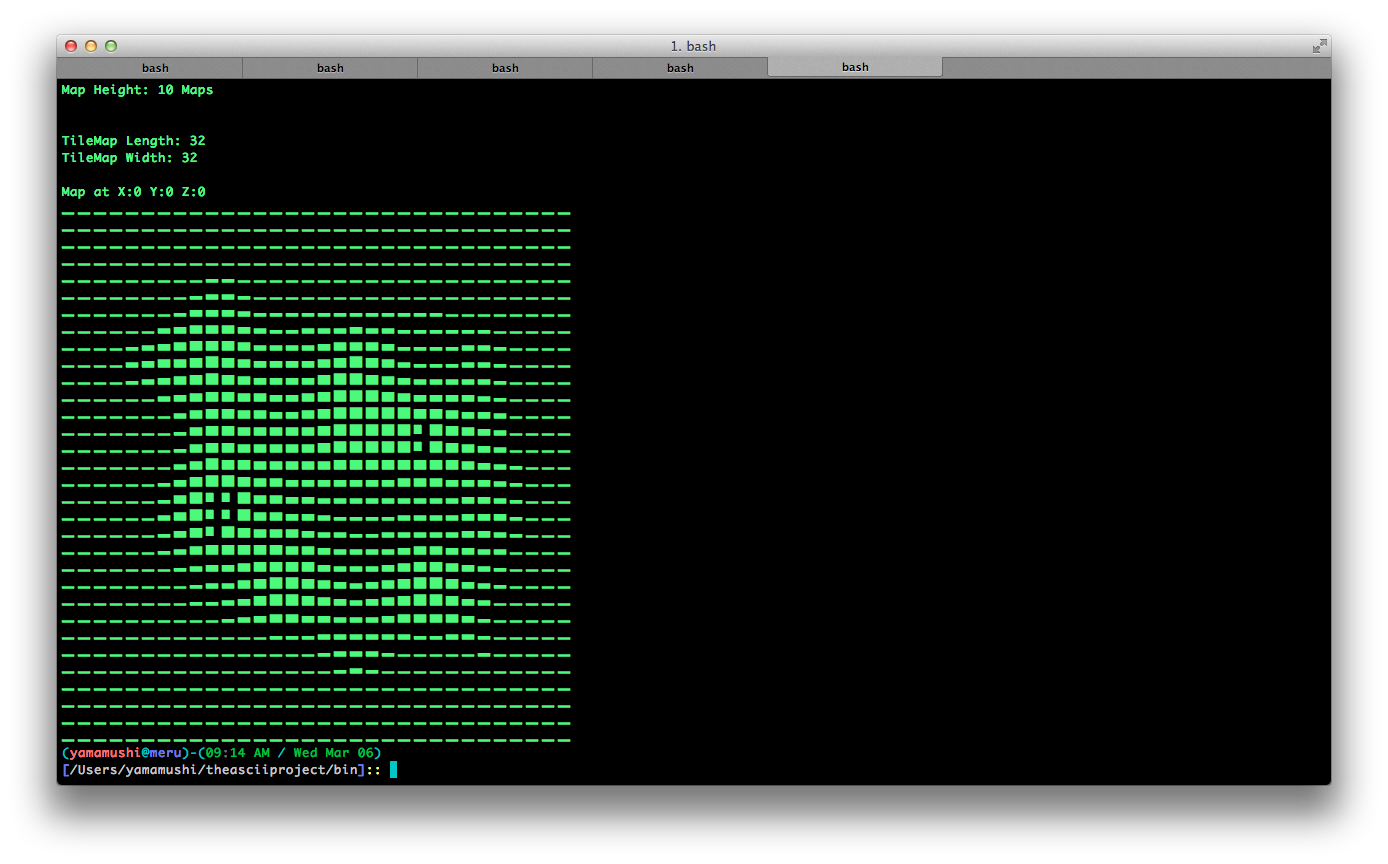 1. bash
bash bash bash bash bash
Map Height: 10 Maps
TileMap Length: 32
TileMap Width: 32
Map at X:0 Y:0 Z:0
(yamamushi@meru)-(09:14 AM / Wed Mar 06)
[/Users/yamamushi/theasciiproject/bin]::